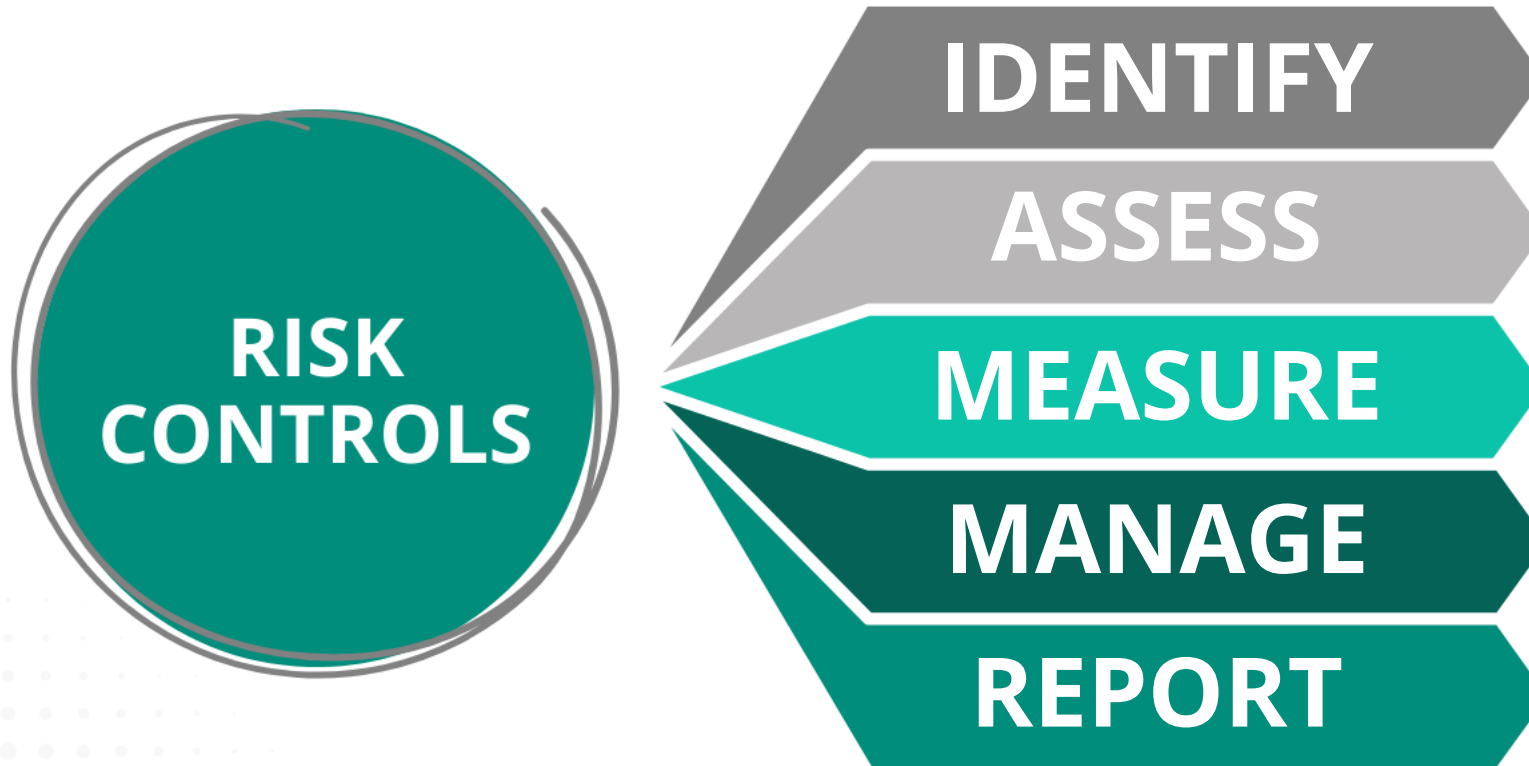 RISK
CONTROLS
IDENTIFY
ASSESS
MEASURE
MANAGE
REPORT